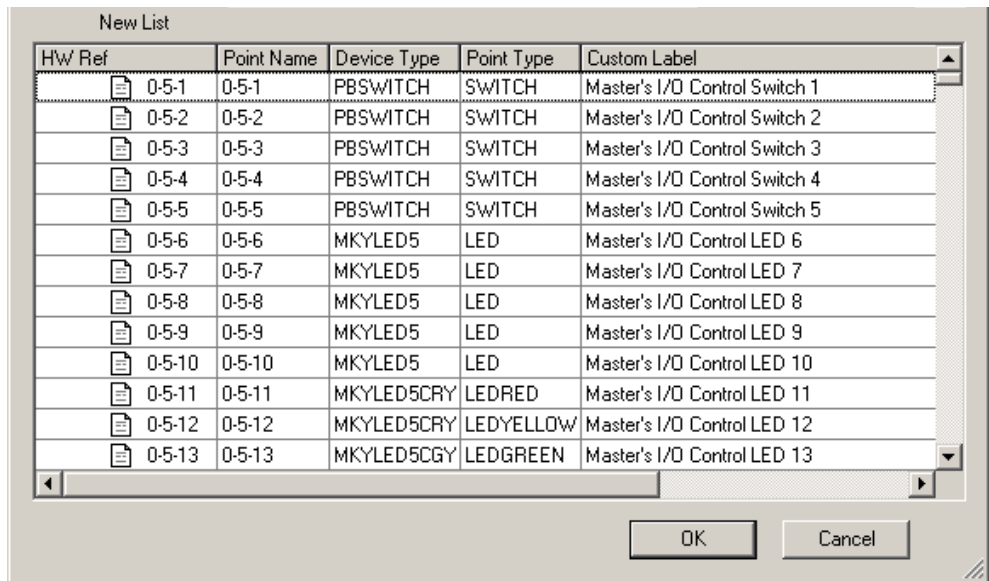 New List
HW Ref Point Name Device Type Point Type Custom Label
0-5-1 0-5-1 PBSWITCH SWITCH Master's I/O Control Switch 1
0-5-2 0-5-2 PBSWITCH SWITCH Master's I/O Control Switch 2
0-5-3 0-5-3 PBSWITCH SWITCH Master's I/O Control Switch 3
0-5-4 0-5-4 PBSWITCH SWITCH Master's I/O Control Switch 4
0-5-5 0-5-5 PBSWITCH SWITCH Master's I/O Control Switch 5
0-5-6 0-5-6 MKYLED5 LED Master's I/O Control LED 6
0-5-7 0-5-7 MKYLED5 LED Master's I/O Control LED 7
0-5-8 0-5-8 MKYLED5 LED Master's I/O Control LED 8
0-5-9 0-5-9 MKYLED5 LED Master's I/O Control LED 9
0-5-10 0-5-10 MKYLED5 LED Master's I/O Control LED 10
0-5-11 0-5-11 MKYLED5CRY LEDRED Master's I/O Control LED 11
0-5-12 0-5-12 MKYLED5CRY LEDYELLOW Master's I/O Control LED 12
0-5-13 0-5-13 MKYLED5CGY LEDGREEN Master's I/O Control LED 13
OK Cancel